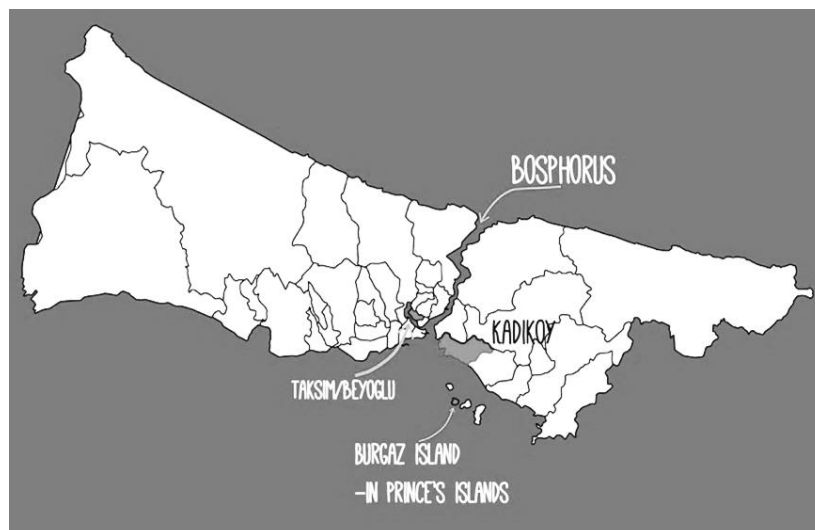 BOSPHORUS
KADIKOY
TAKSIM/BEYOGLU
BURGAZ ISLAND
-IN PRINCE'S ISLANDS